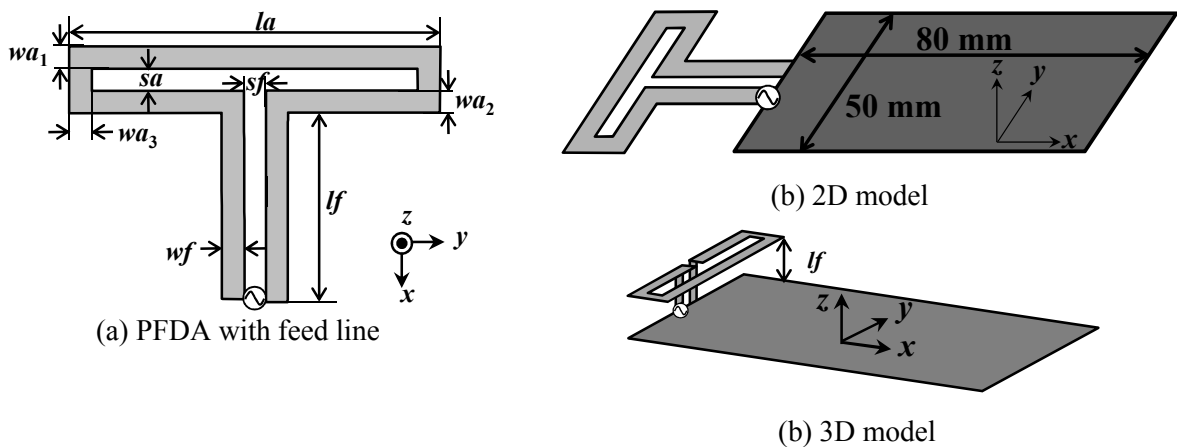 la
wa₁
sa
sf
wa₂
wa₃
lf
wf
z
y
x
(a) PFDA with feed line
80 mm
50 mm
z
y
x
(b) 2D model
lf
z
y
x
(b) 3D model